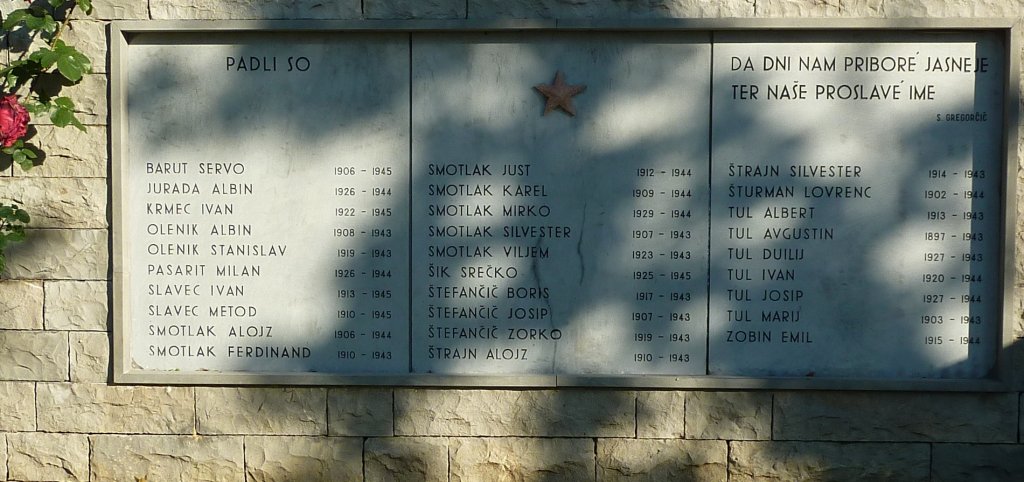 PADLI SO
BARUT SERVO 1906 - 1945
JURADA ALBIN 1926 - 1944
KRMEC IVAN 1922 - 1945
OLENIK ALBIN 1908 - 1943
OLENIK STANISLAV 1919 - 1943
PASARIT MILAN 1926 - 1944
SLAVEC IVAN 1913 - 1945
SLAVEC METOD 1910 - 1945
SMOTLAK ALOJZ 1906 - 1944
SMOTLAK FERDINAND 1910 - 1943
SMOTLAK JUST 1912 - 1944
SMOTLAK KAREL 1909 - 1944
SMOTLAK MIRKO 1929 - 1944
SMOTLAK SILVESTER 1907 - 1943
SMOTLAK VILJEM 1923 - 1943
ŠIK SREČKO 1925 - 1945
ŠTEFANČIČ BORIS 1917 - 1943
ŠTEFANČIČ JOSIP 1907 - 1943
ŠTEFANČIČ ZORKO 1919 - 1943
ŠTRAJN ALOJZ 1910 - 1943
DA DNI NAM PRIBORÉ JASNEJE
TER NAŠE PROSLAVÉ IME
S. GREGORČIČ
ŠTRAJN SILVESTER 1914 - 1943
ŠTURMAN LOVRENC 1902 - 1944
TUL ALBERT 1913 - 1943
TUL AVGUSTIN 1897 - 1943
TUL DUILIJ 1927 - 1943
TUL IVAN 1920 - 1944
TUL JOSIP 1927 - 1944
TUL MARIJ 1903 - 1943
ZOBIN EMIL 1915 - 1944